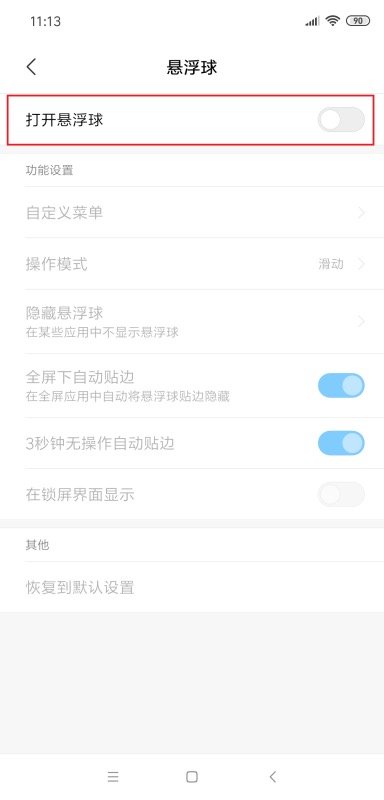 11:13
90
悬浮球
打开悬浮球
功能设置
自定义菜单
操作模式
滑动
隐藏悬浮球
在某些应用中不显示悬浮球
全屏下自动贴边
在全屏应用中自动将悬浮球贴边隐藏
3秒钟无操作自动贴边
在锁屏界面显示
其他
恢复到默认设置